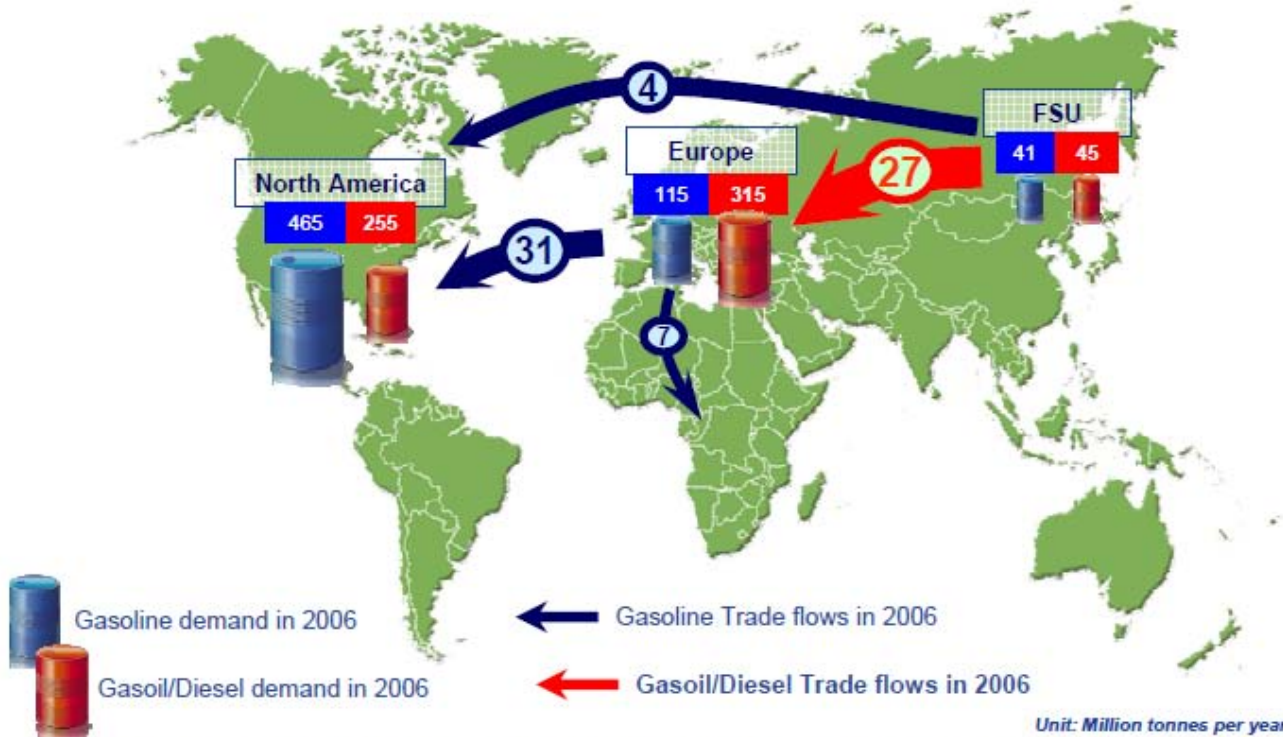 4
FSU
41 45
Europe
27
North America
115 315
465 255
31
7
Gasoline demand in 2006
Gasoline Trade flows in 2006
Gasoil/Diesel demand in 2006
Gasoil/Diesel Trade flows in 2006
Unit: Million tonnes per year